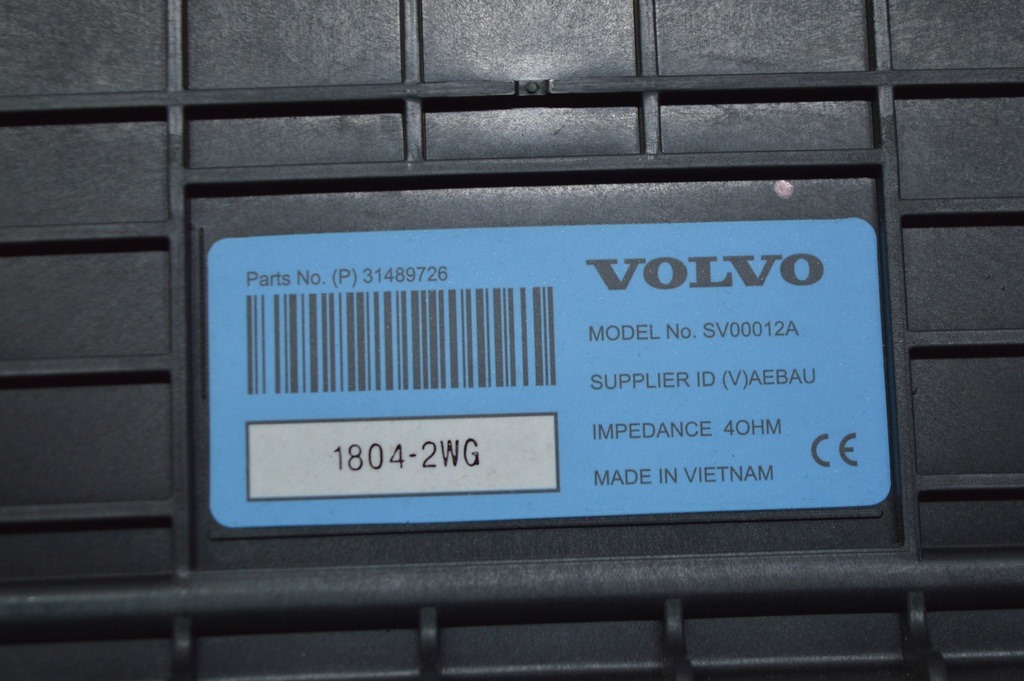 Parts No. (P) 31489726
1804-2WG
VOLVO
MODEL No. SV00012A
SUPPLIER ID (V)AEBAU
IMPEDANCE 4OHM
MADE IN VIETNAM
CE